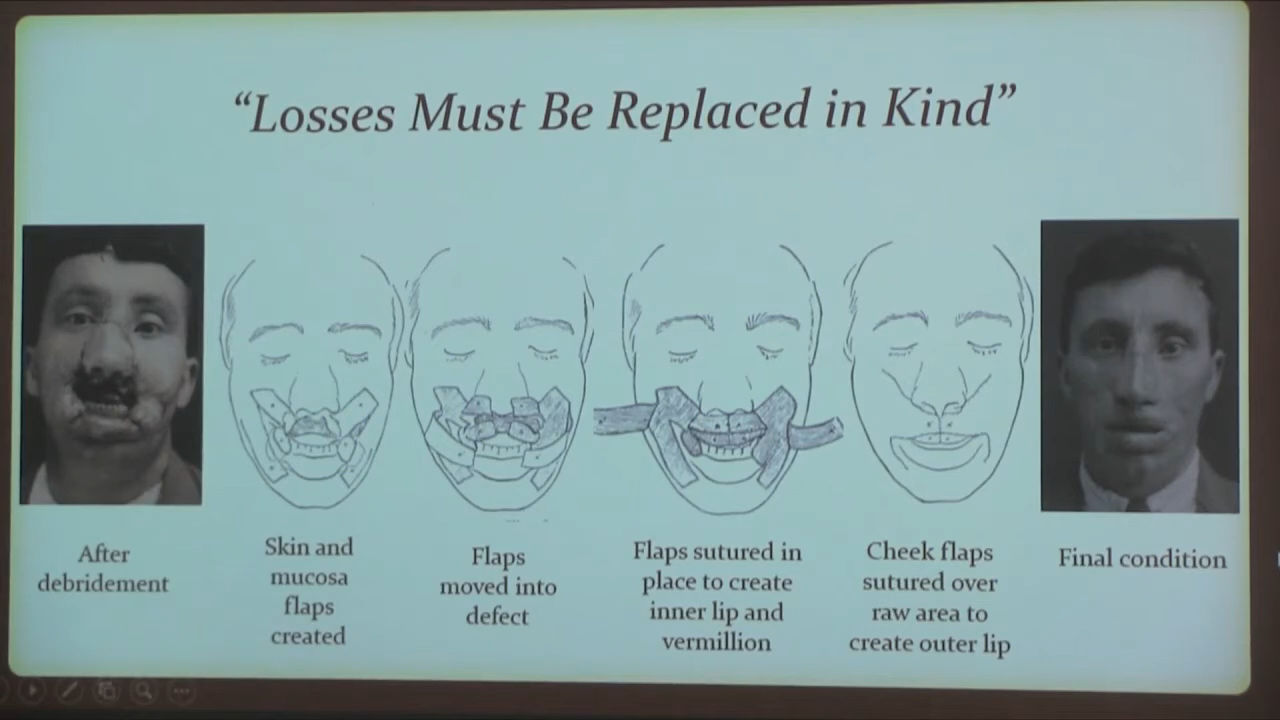 “Losses Must Be Replaced in Kind”
After
debridement
Skin and
mucosa
flaps
created
Flaps
moved into
defect
Flaps sutured in
place to create
inner lip and
vermillion
Cheek flaps
sutured over
raw area to
create outer lip
Final condition